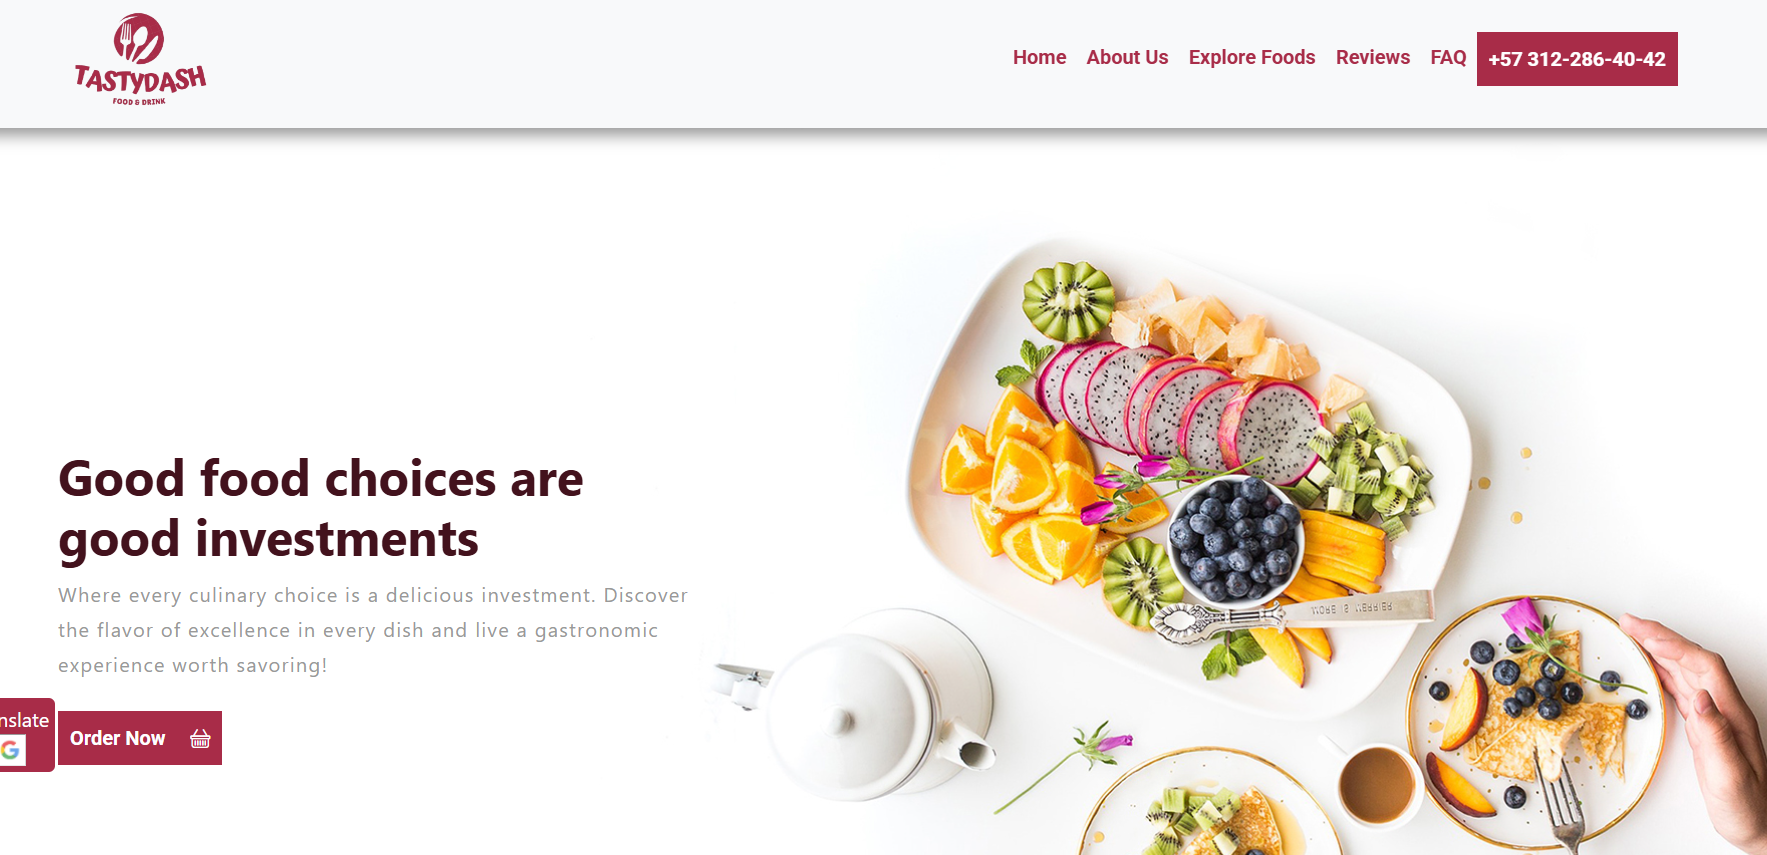 TASTYDASH
FOOD & DRINK
Home About Us Explore Foods Reviews FAQ +57 312-286-40-42
Good food choices are
good investments
Where every culinary choice is a delicious investment. Discover
the flavor of excellence in every dish and live a gastronomic
experience worth savoring!
nslate
G
Order Now
MORE IS MERRIER